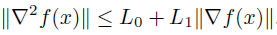 ‖∇²f(x)‖ ≤ L₀ + L₁‖∇f(x)‖